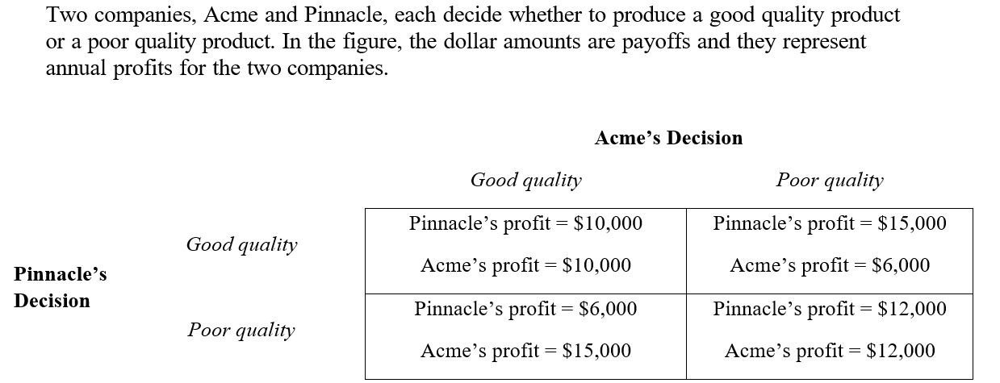 Two companies, Acme and Pinnacle, each decide whether to produce a good quality product
or a poor quality product. In the figure, the dollar amounts are payoffs and they represent
annual profits for the two companies.
Acme’s Decision
Good quality
Poor quality
Pinnacle’s
Decision
Good quality
Pinnacle’s profit = $10,000
Acme’s profit = $10,000
Pinnacle’s profit = $15,000
Acme’s profit = $6,000
Poor quality
Pinnacle’s profit = $6,000
Acme’s profit = $15,000
Pinnacle’s profit = $12,000
Acme’s profit = $12,000